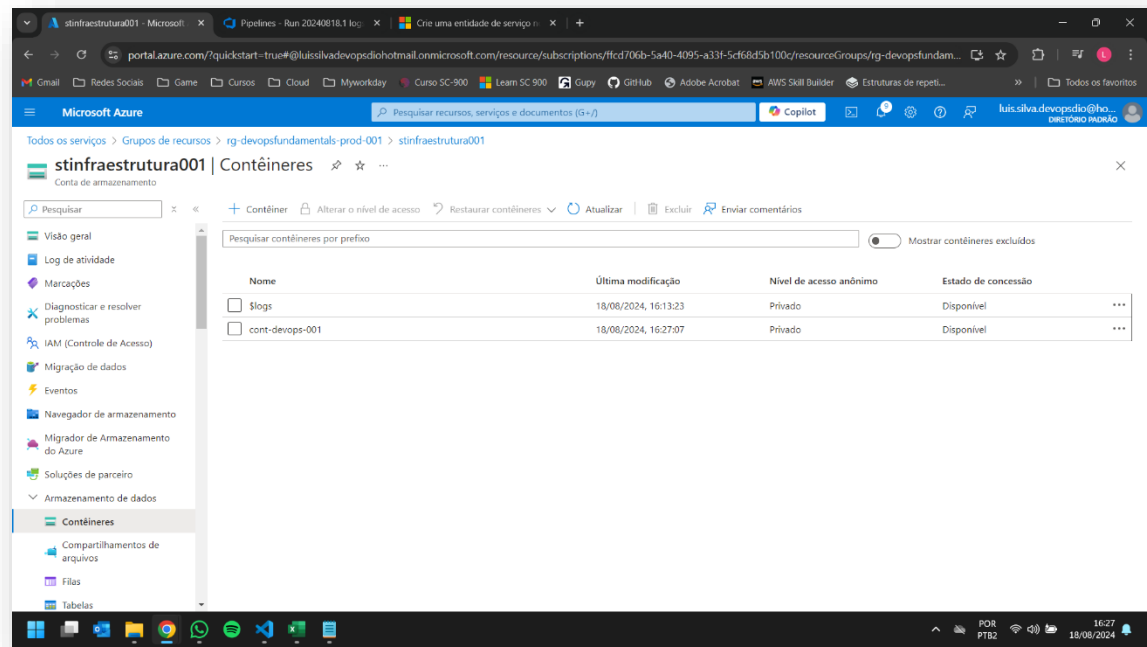 stinfraestrutura001 - Microsoft
Pipelines - Run 20240818.1 log
Crie uma entidade de serviço n
portal.azure.com/?quickstart=true#@luissilvadevopsdiohotmail.onmicrosoft.com/resource/subscriptions/ffcd706b-5a40-4095-a33f-5cf68d5b100c/resourceGroups/rg-devopsfundam...
Gmail Redes Sociais Game Cursos Cloud Myworkday Curso SC-900 Learn SC 900 Gupy GitHub Adobe Acrobat AWS Skill Builder Estruturas de repeti... » Todos os favoritos
Microsoft Azure
Pesquisar recursos, serviços e documentos (G+/)
Copilot
9
luis.silva.devopsdio@ho...
DIRETÓRIO PADRÃO
L
Todos os serviços > Grupos de recursos > rg-devopsfundamentals-prod-001 > stinfraestrutura001
stinfraestrutura001 | Contêineres
Conta de armazenamento
Pesquisar
Contêiner Alterar o nível de acesso Restaurar contêineres Atualizar Excluir Enviar comentários
Visão geral
Log de atividade
Marcações
Diagnosticar e resolver
problemas
IAM (Controle de Acesso)
Migração de dados
Eventos
Navegador de armazenamento
Migrador de Armazenamento
do Azure
Soluções de parceiro
Armazenamento de dados
Contêineres
Compartilhamentos de
arquivos
Filas
Tabelas
Pesquisar contêineres por prefixo
Mostrar contêineres excluídos
Nome Última modificação Nível de acesso anônimo Estado de concessão
$logs 18/08/2024, 16:13:23 Privado Disponível
cont-devops-001 18/08/2024, 16:27:07 Privado Disponível
POR
PTB2
16:27
18/08/2024